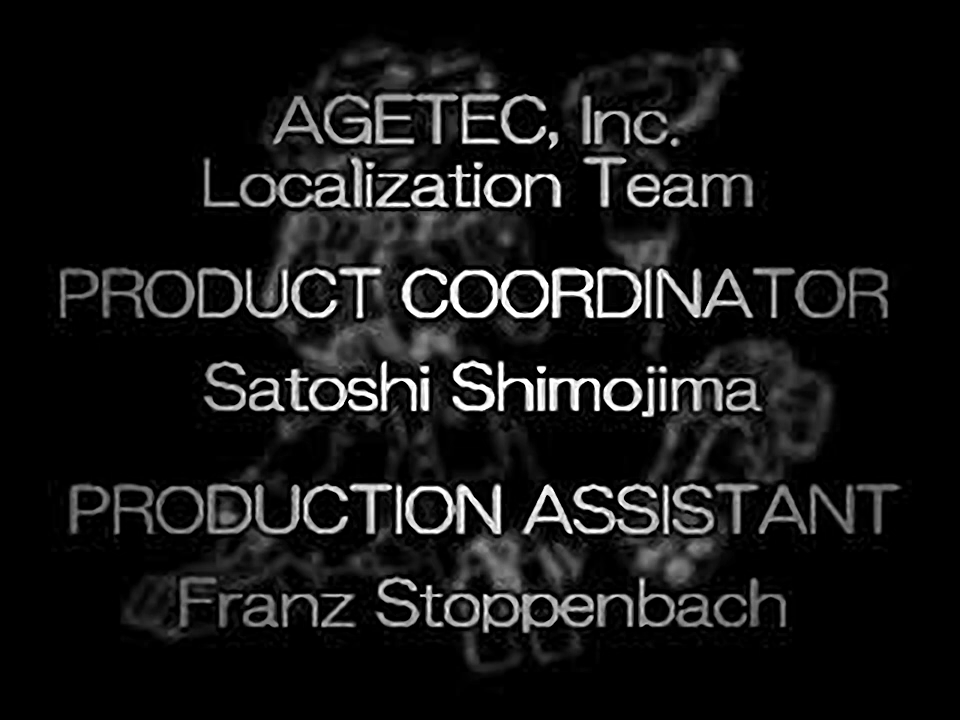 AGETEC, Inc.
Localization Team
PRODUCT COORDINATOR
Satoshi Shimojima
PRODUCTION ASSISTANT
Franz Stoppenbach